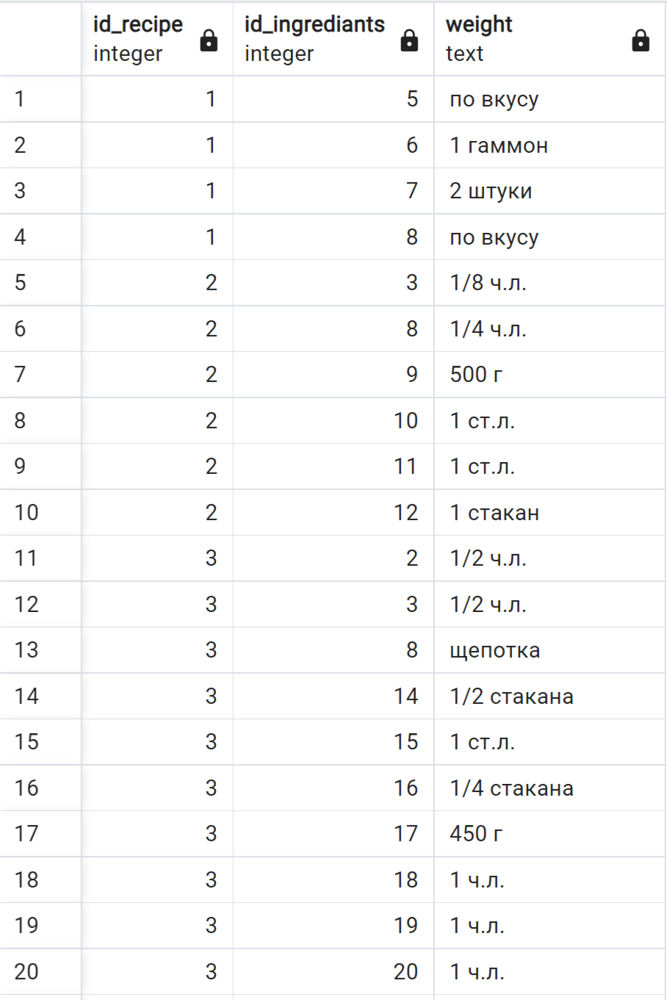 id_recipe id_ingrediants weight
integer integer text
1 1 5 по вкусу
2 1 6 1 гаммон
3 1 7 2 штуки
4 1 8 по вкусу
5 2 3 1/8 ч.л.
6 2 8 1/4 ч.л.
7 2 9 500 г
8 2 10 1 ст.л.
9 2 11 1 ст.л.
10 2 12 1 стакан
11 3 2 1/2 ч.л.
12 3 3 1/2 ч.л.
13 3 8 щепотка
14 3 14 1/2 стакана
15 3 15 1 ст.л.
16 3 16 1/4 стакана
17 3 17 450 г
18 3 18 1 ч.л.
19 3 19 1 ч.л.
20 3 20 1 ч.л.